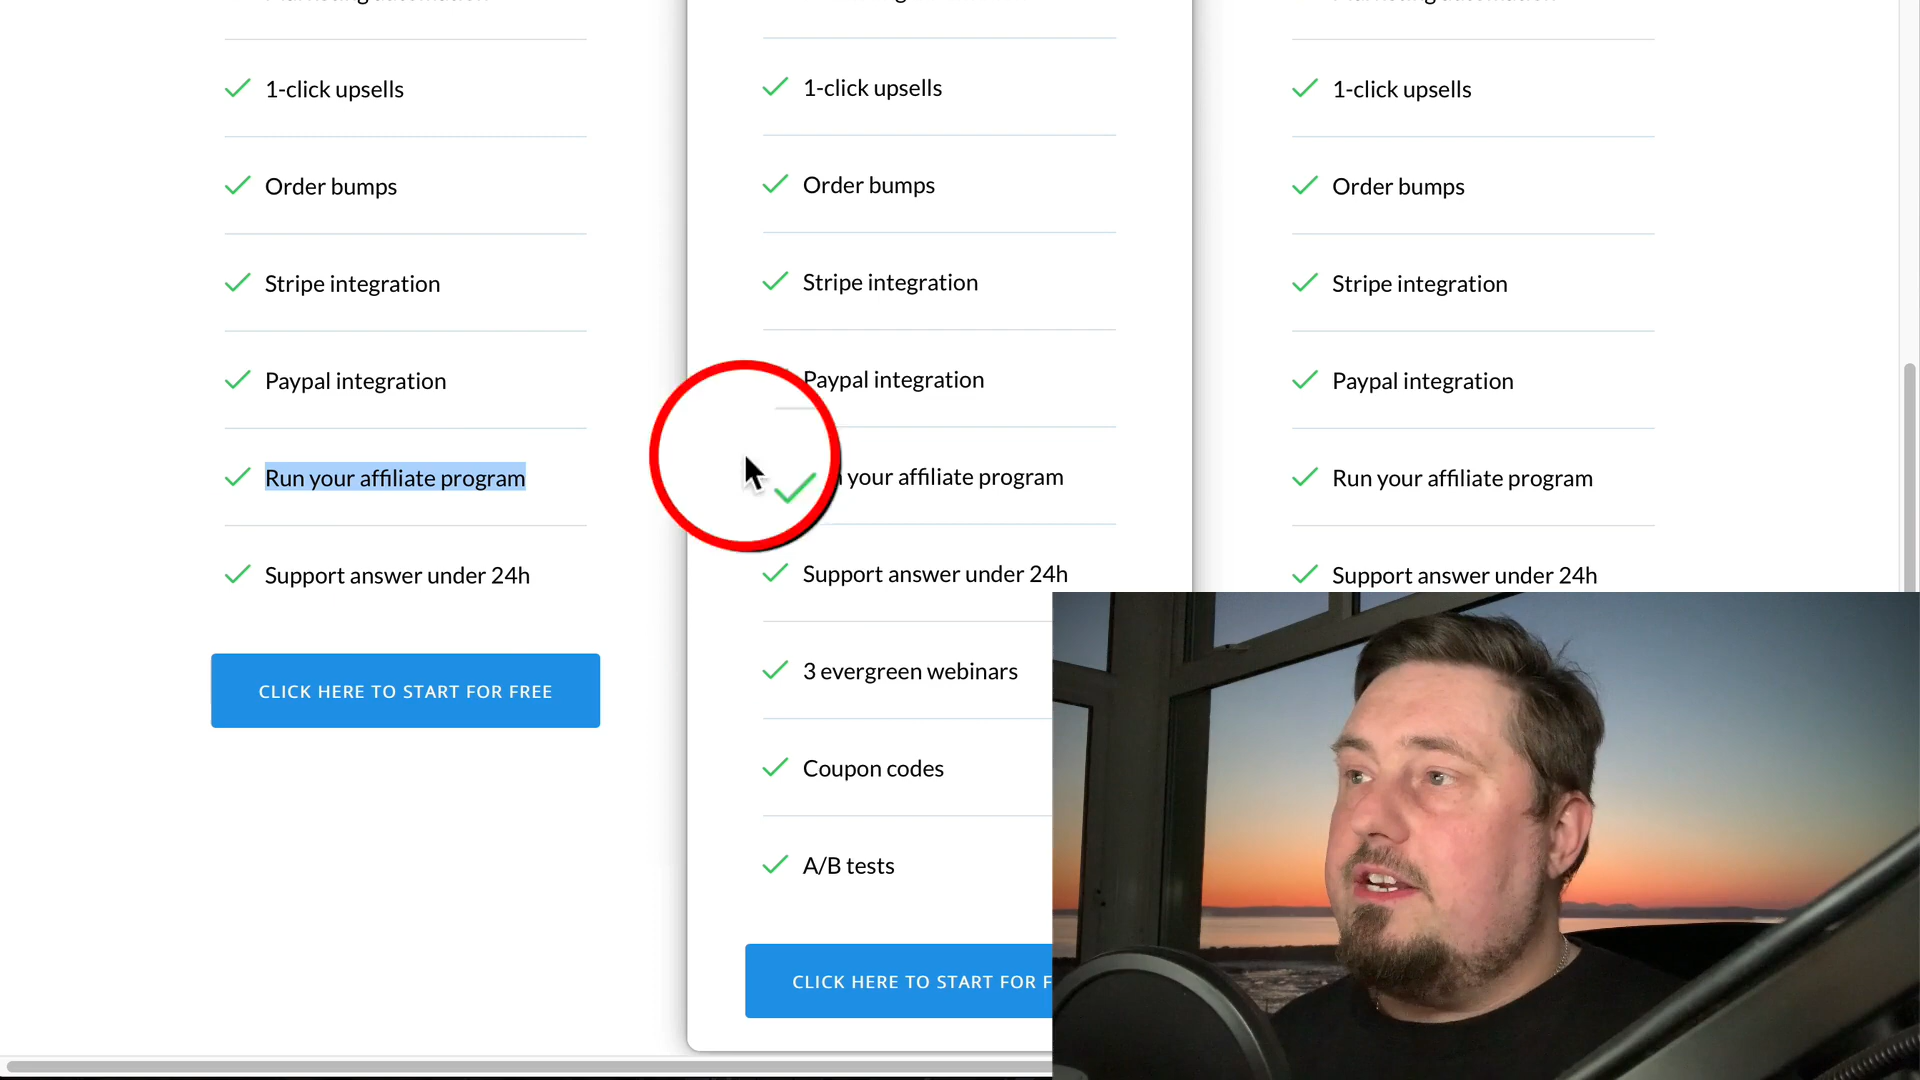 1-click upsells
Order bumps
Stripe integration
Paypal integration
Run your affiliate program
Support answer under 24h
CLICK HERE TO START FOR FREE
1-click upsells
Order bumps
Stripe integration
Paypal integration
your affiliate program
Support answer under 24h
3 evergreen webinars
Coupon codes
A/B tests
CLICK HERE TO START FOR F
1-click upsells
Order bumps
Stripe integration
Paypal integration
Run your affiliate program
Support answer under 24h